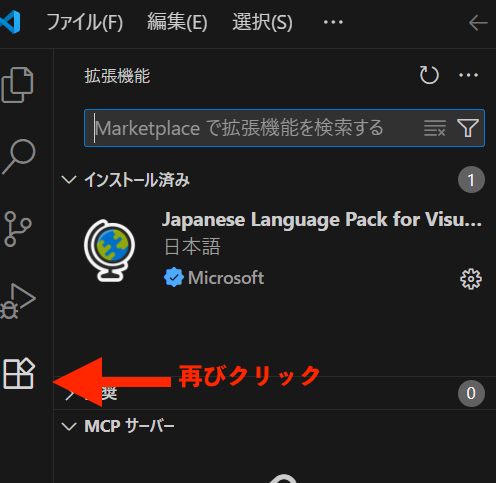 ファイル(F) 編集(E) 選択(S) …
拡張機能 …
Marketplace で拡張機能を検索する
インストール済み 1
Japanese Language Pack for Visu...
日本語
Microsoft
再びクリック
奨 0
MCP サーバー